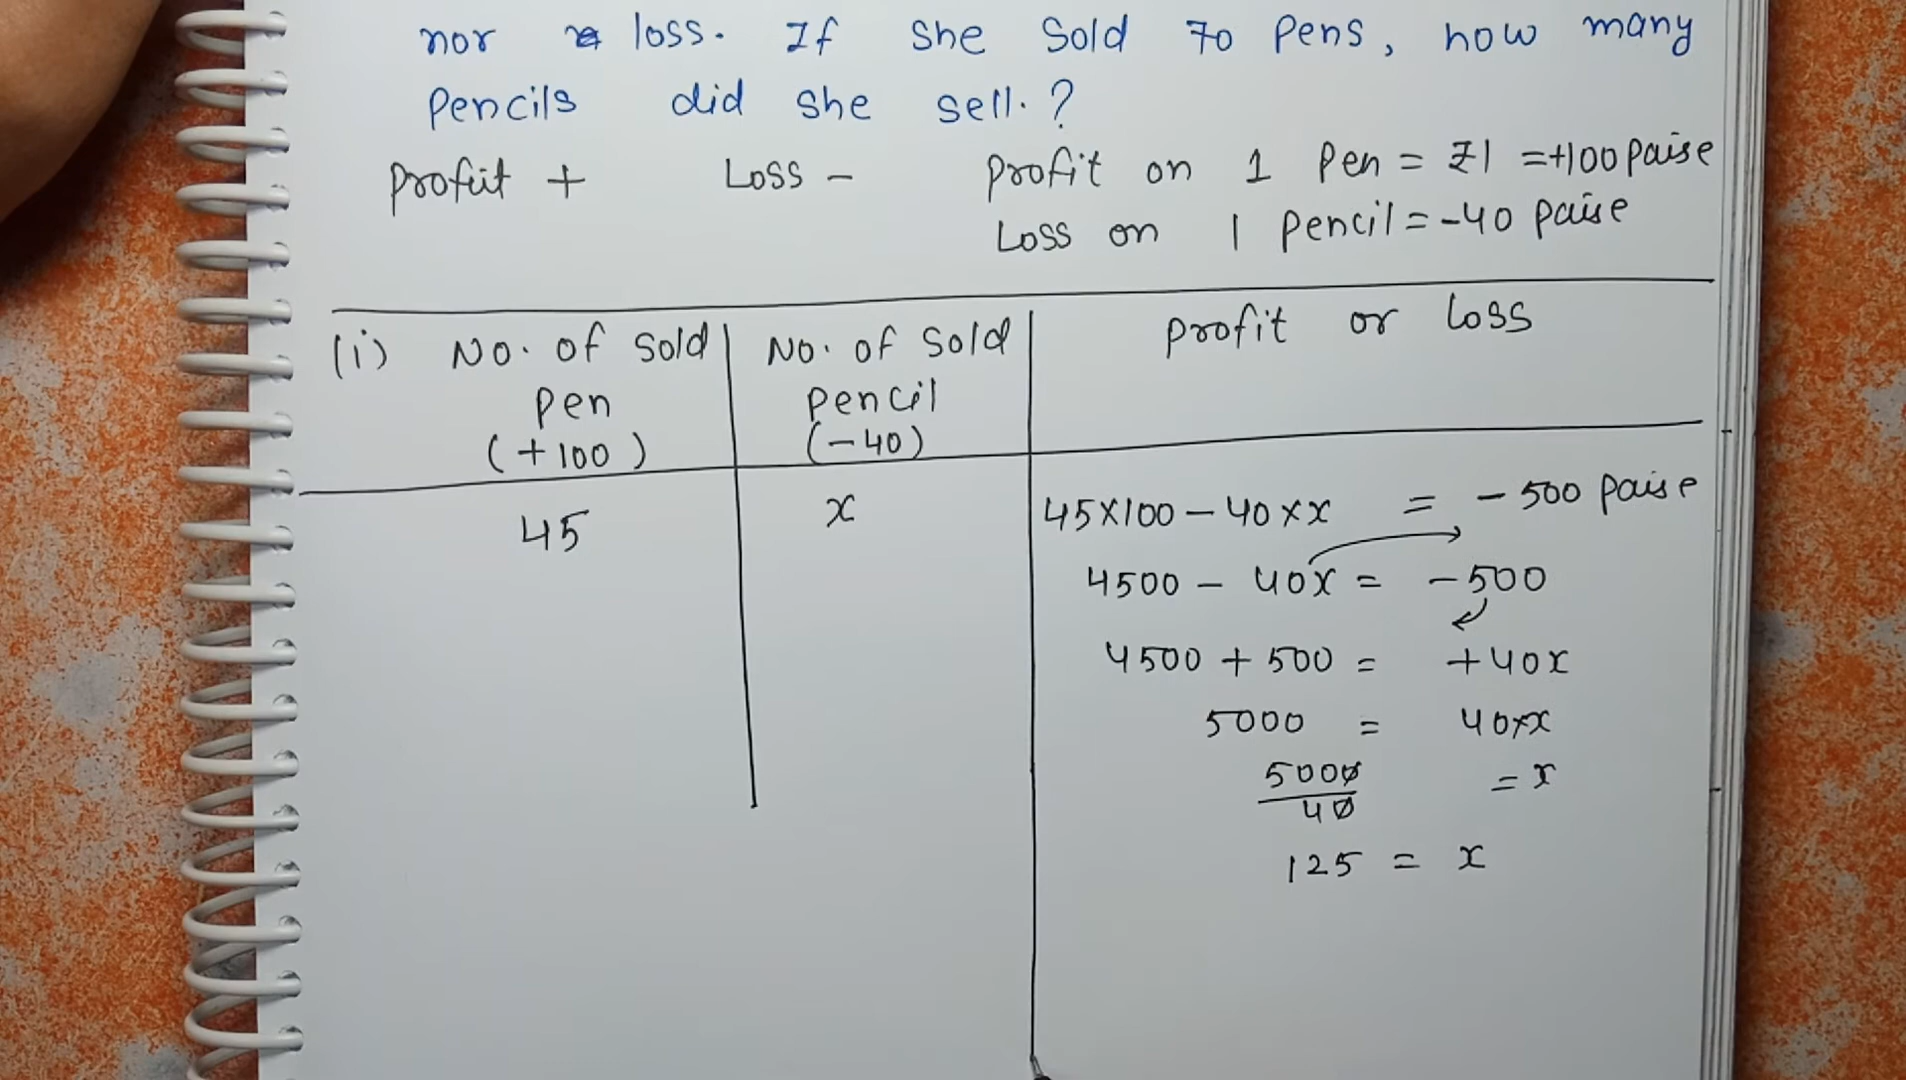 nor loss. If she sold 70 pens, how many
pencils did she sell.?
profit + Loss - profit on 1 pen = ₹1 =+100 paise
Loss on 1 pencil = -40 paise
(i) No. of sold pen (+100) No. of sold pencil (-40) profit or loss
45 x 45×100 - 40×x = - 500 paise
4500 - 40x = - 500
4500 + 500 = +40x
5000 = 40×x
5000/40 = x
125 = x